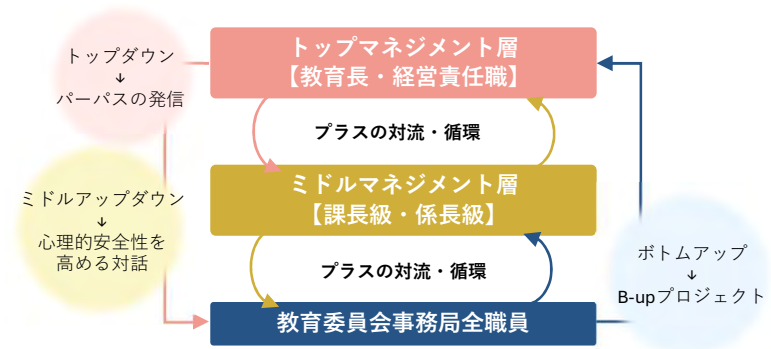 トップダウン
↓
パーパスの発信
トップマネジメント層
【教育長・経営責任職】
プラスの対流・循環
ミドルアップダウン
↓
心理的安全性を
高める対話
ミドルマネジメント層
【課長級・係長級】
プラスの対流・循環
ボトムアップ
↓
B-upプロジェクト
教育委員会事務局全職員